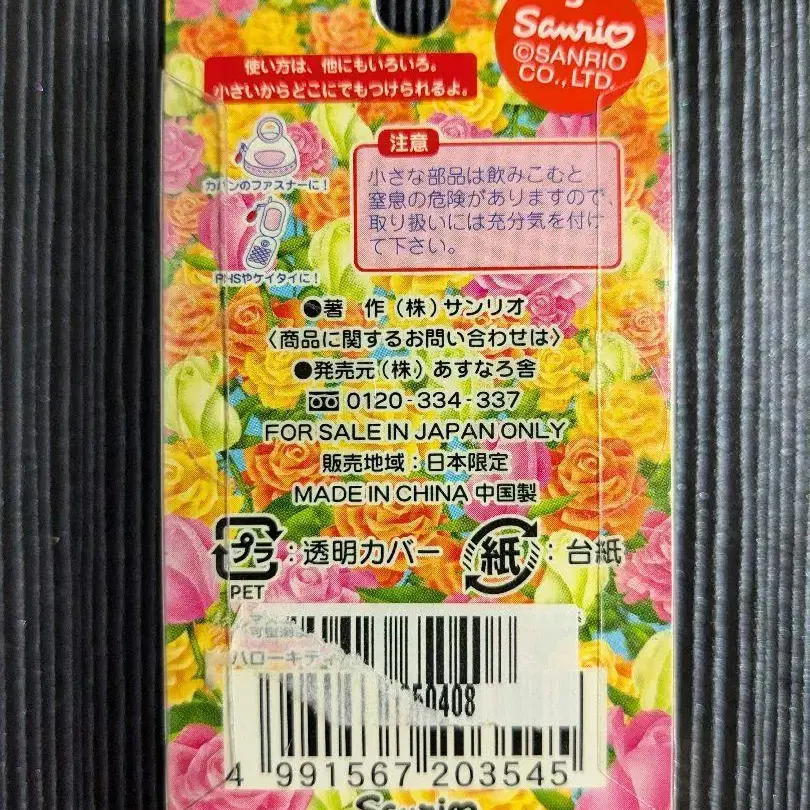 Sanrio
©SANRIO
CO., LTD.
使い方は、他にもいろいろ。
小さいからどこにでもつけられるよ。
注意
カバンのファスナーに!
小さな部品は飲みこむと
窒息の危険がありますので、
取り扱いには充分気を付け
て下さい。
PHSやケイタイに!
●著 作(株)サンリオ
〈商品に関するお問い合わせは〉
●発売元(株)あすなろ舎
0120-334-337
FOR SALE IN JAPAN ONLY
販売地域:日本限定
MADE IN CHINA 中国製
プラ:透明カバー 紙:台紙
PET
ハローキティ
50408
4 991567 203545
Sanrio